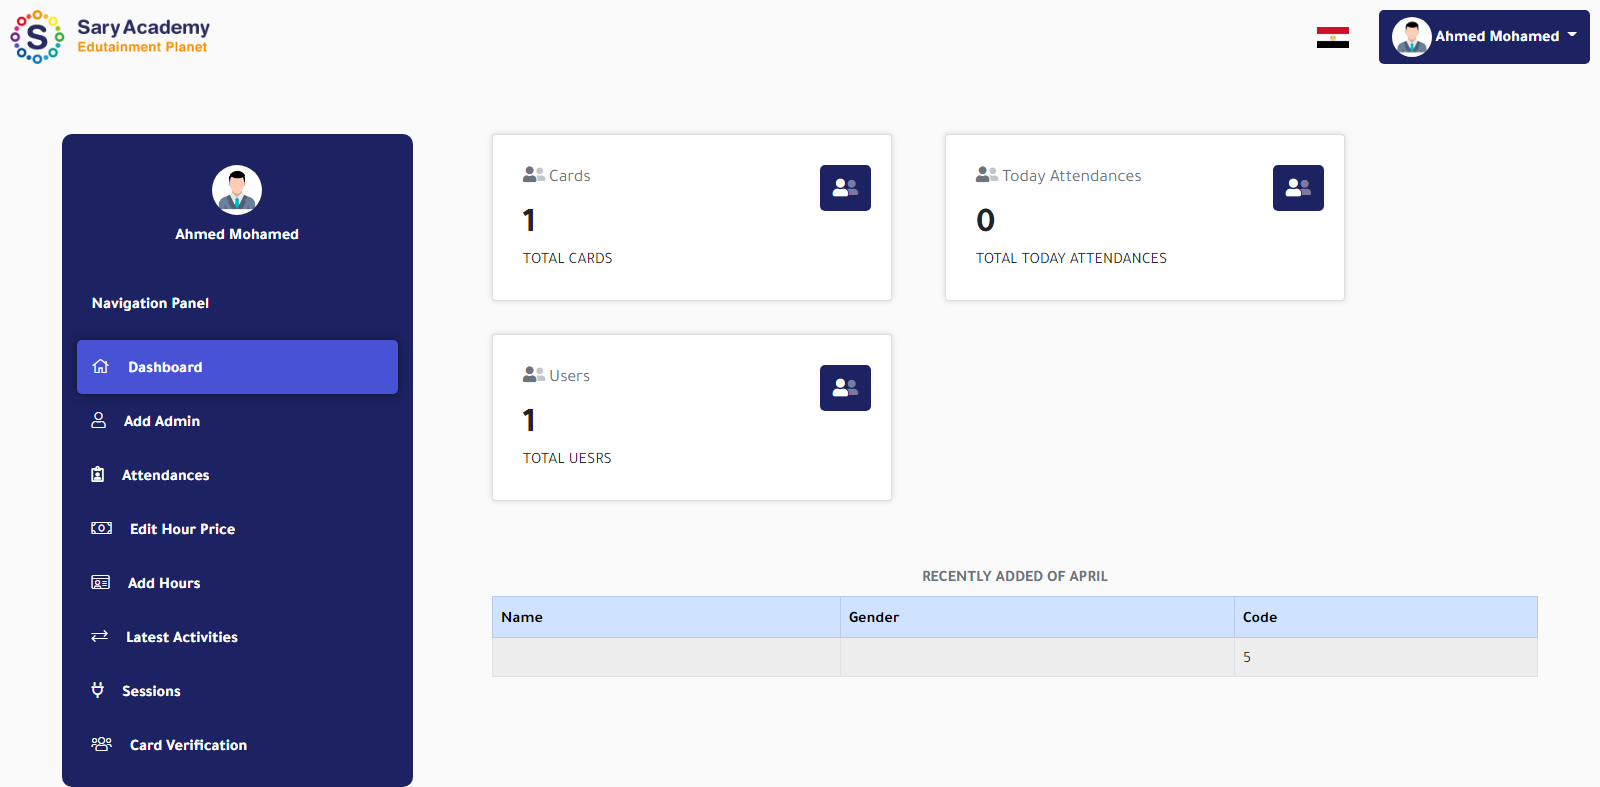 S Sary Academy
Edutainment Planet
Ahmed Mohamed
Ahmed Mohamed
Navigation Panel
Dashboard
Add Admin
Attendances
Edit Hour Price
Add Hours
Latest Activities
Sessions
Card Verification
Cards
1
TOTAL CARDS
Today Attendances
0
TOTAL TODAY ATTENDANCES
Users
1
TOTAL UESRS
RECENTLY ADDED OF APRIL
Name Gender Code
5